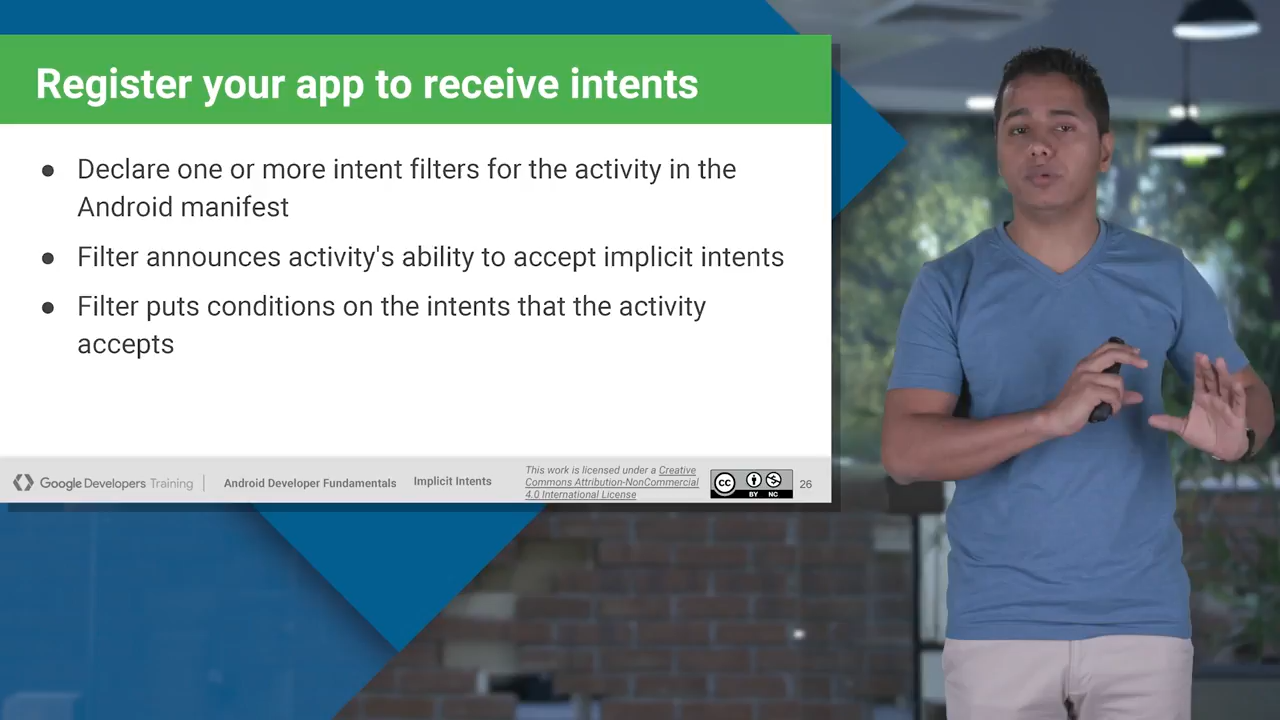 Register your app to receive intents
● Declare one or more intent filters for the activity in the
Android manifest
● Filter announces activity's ability to accept implicit intents
● Filter puts conditions on the intents that the activity
accepts
Google Developers Training
Android Developer Fundamentals
Implicit Intents
This work is licensed under a Creative
Commons Attribution-NonCommercial
4.0 International License
cc BY NC
26